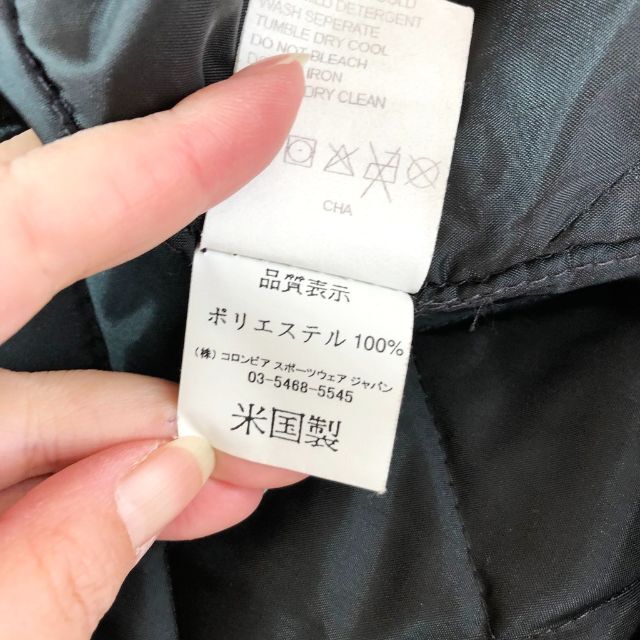 DETERGENT
WASH SEPERATE
TUMBLE DRY COOL
DO NOT BLEACH
IRON
DRY CLEAN
CHA
品質表示
ポリエステル 100%
(株) コロンビア スポーツウェア ジャパン
03-5468-5545
米国製